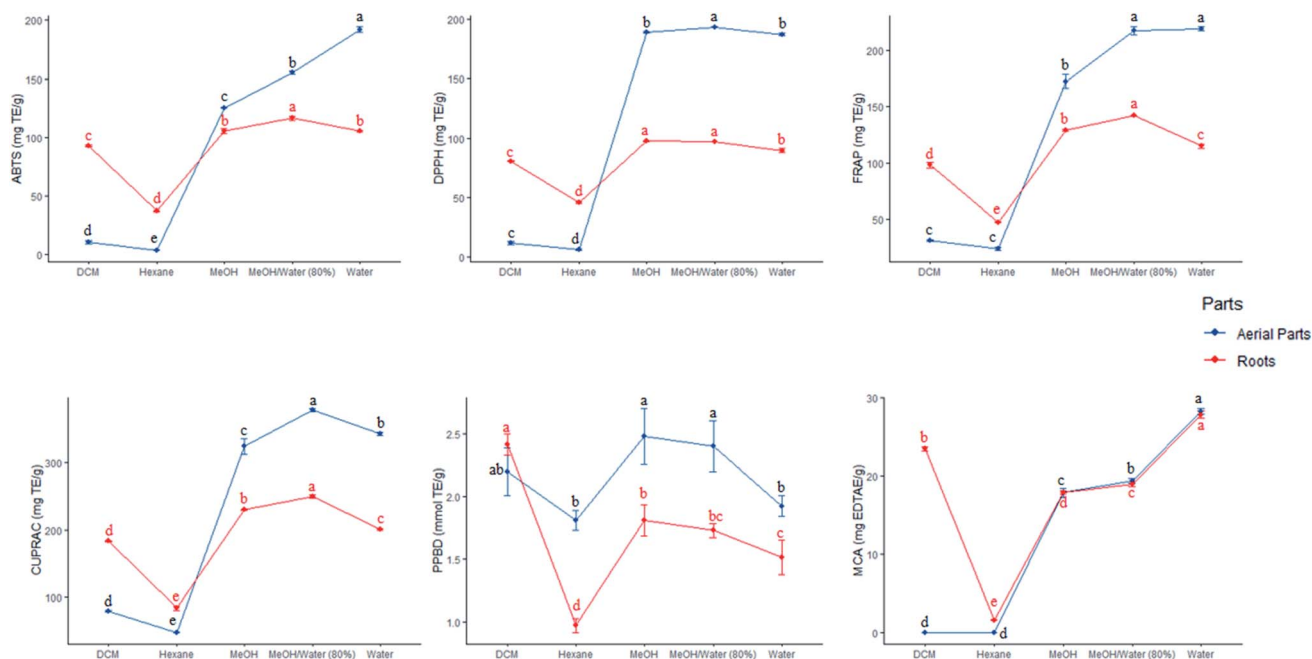 ABTS (mg TE/g)
200
150
100
50
0
c
d
d
e
c
b
b
a
a
b
DCM
Hexane
MeOH
MeOH/Water (80%)
Water
DPPH (mg TE/g)
200
150
100
50
0
c
c
d
d
b
a
a
a
b
b
DCM
Hexane
MeOH
MeOH/Water (80%)
Water
FRAP (mg TE/g)
200
150
100
50
d
c
e
c
b
b
a
a
a
c
DCM
Hexane
MeOH
MeOH/Water (80%)
Water
Parts
Aerial Parts
Roots
CUPRAC (mg TE/g)
300
200
100
d
d
e
e
c
b
a
a
b
c
DCM
Hexane
MeOH
MeOH/Water (80%)
Water
PPBD (mmol TE/g)
2.5
2.0
1.5
1.0
a
ab
b
d
a
b
a
bc
b
c
DCM
Hexane
MeOH
MeOH/Water (80%)
Water
MCA (mg EDTAE/g)
30
20
10
0
b
d
e
d
c
d
b
c
a
a
DCM
Hexane
MeOH
MeOH/Water (80%)
Water